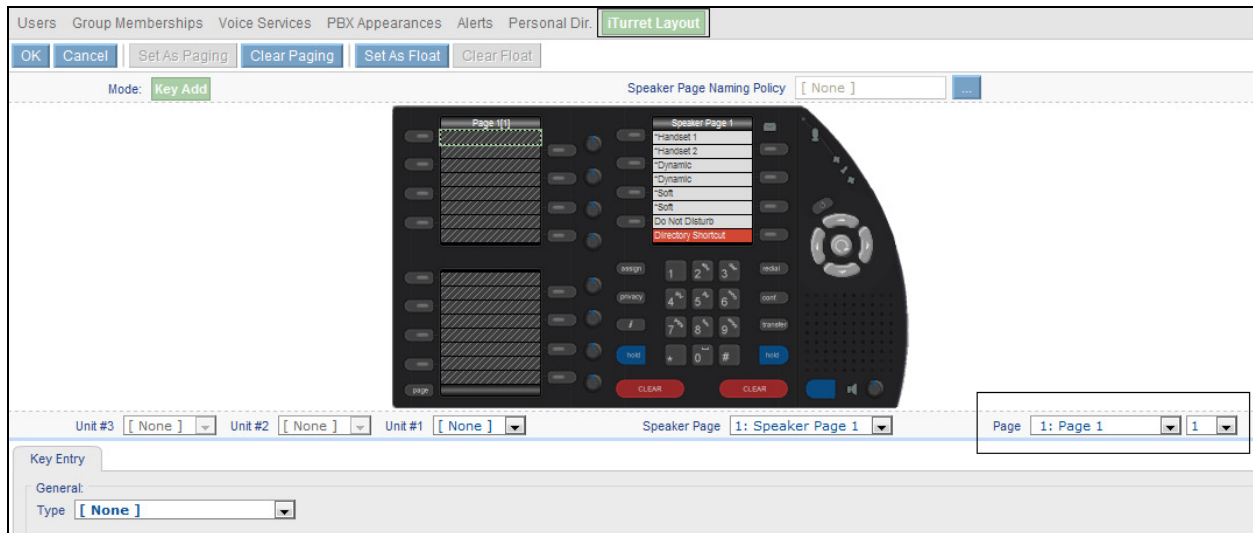 Users Group Memberships Voice Services PBX Appearances Alerts Personal Dir. iTurret Layout
OK Cancel Set As Paging Clear Paging Set As Float Clear Float
Mode: Key Add Speaker Page Naming Policy [ None ] ...
Page 1[1]
Speaker Page 1
~Handset 1
~Handset 2
~Dynamic
~Dynamic
~Soft
~Soft
Do Not Disturb
Directory Shortcut
assign 1 2 3 redial
privacy 4 5 6 conf
i 7 8 9 transfer
hold * 0 # hold
page CLEAR CLEAR
Unit #3 [ None ] Unit #2 [ None ] Unit #1 [ None ] Speaker Page 1: Speaker Page 1 Page 1: Page 1 1
Key Entry
General:
Type [ None ]